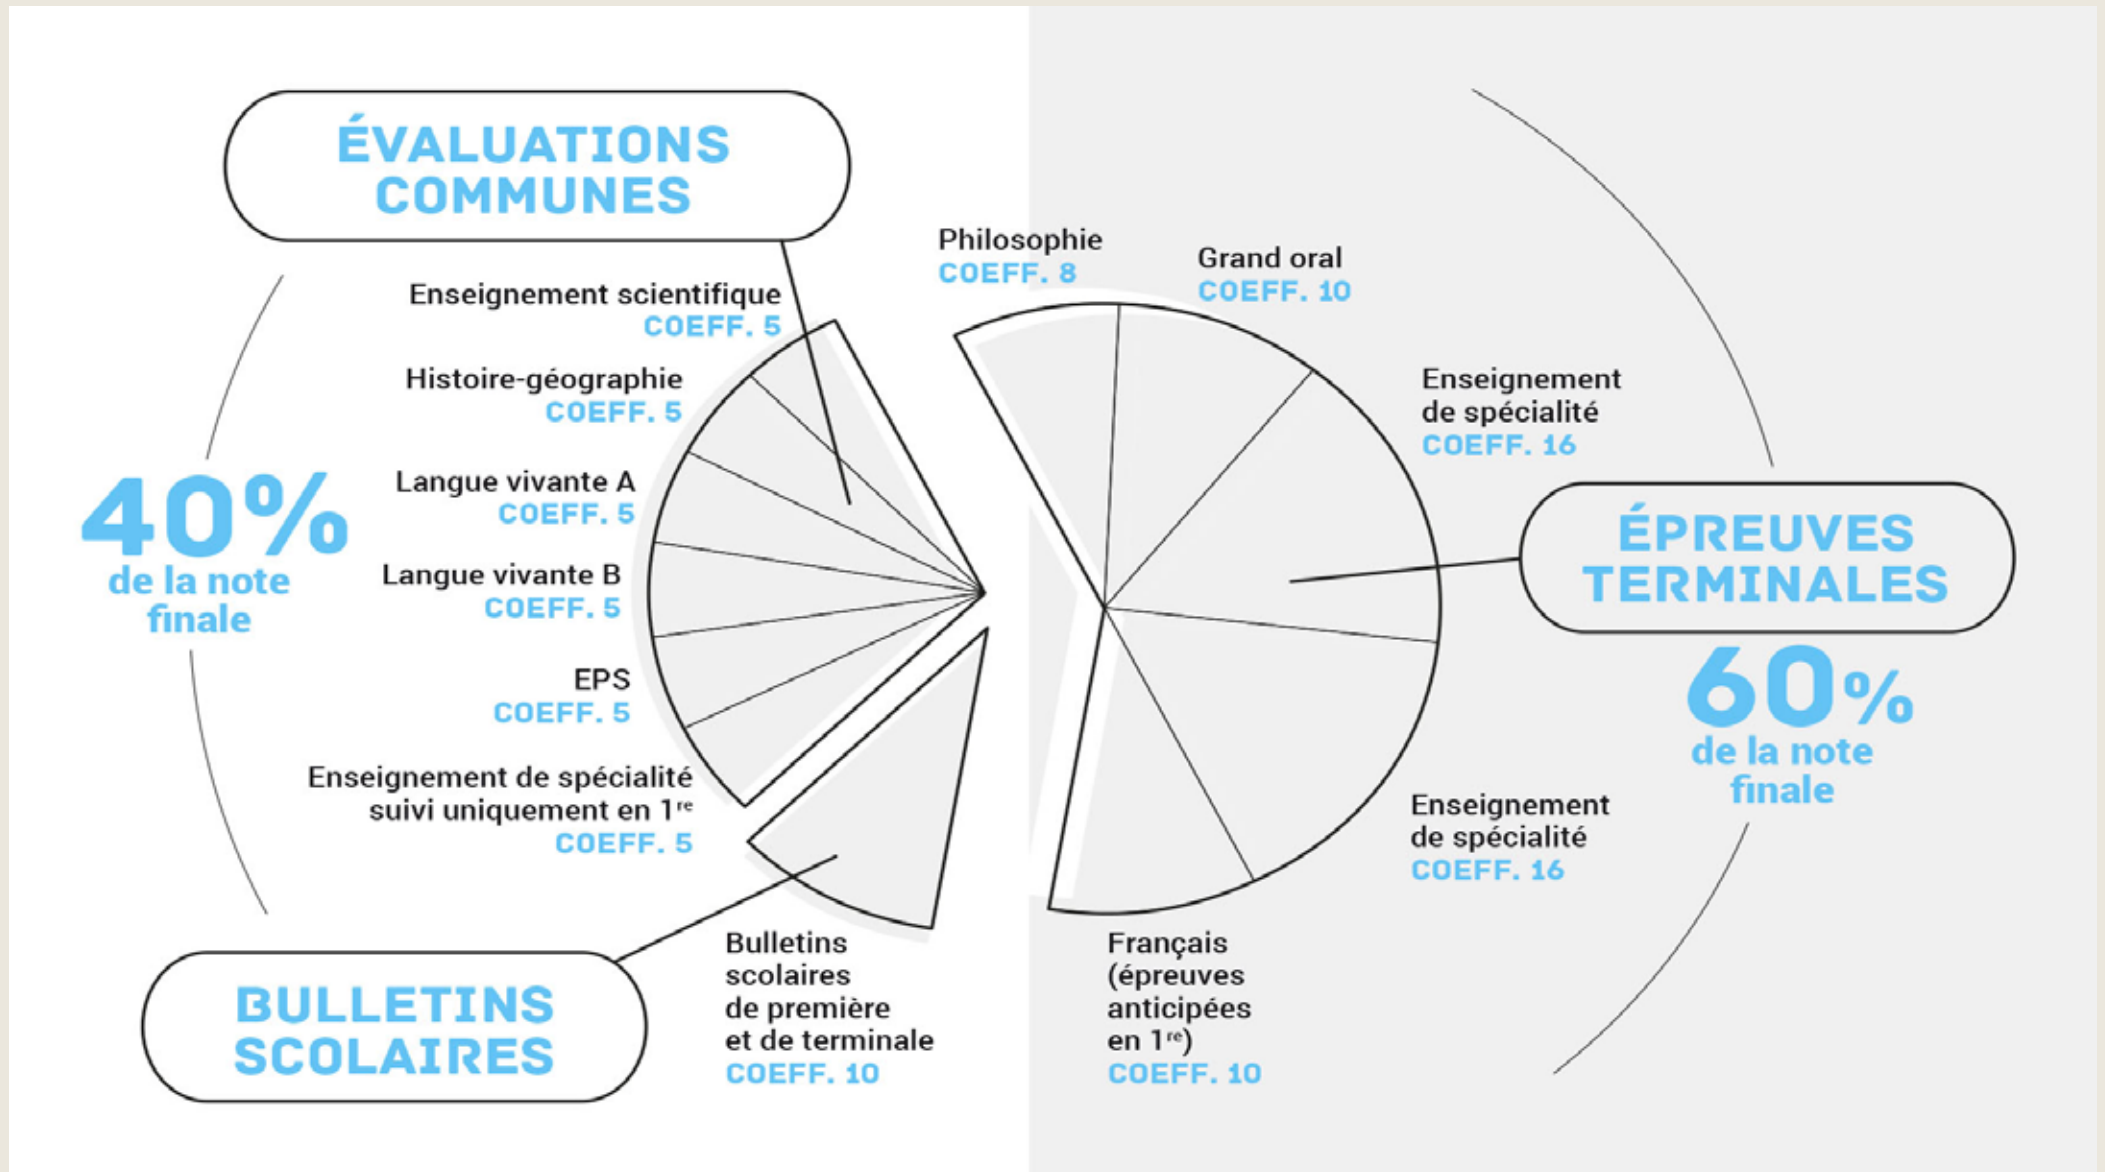 ÉVALUATIONS
COMMUNES
Enseignement scientifique
COEFF. 5
Histoire-géographie
COEFF. 5
Langue vivante A
COEFF. 5
Langue vivante B
COEFF. 5
EPS
COEFF. 5
Enseignement de spécialité
suivi uniquement en 1re
COEFF. 5
40%
de la note
finale
BULLETINS
SCOLAIRES
Bulletins
scolaires
de première
et de terminale
COEFF. 10
Philosophie
COEFF. 8
Grand oral
COEFF. 10
Enseignement
de spécialité
COEFF. 16
ÉPREUVES
TERMINALES
60%
de la note
finale
Enseignement
de spécialité
COEFF. 16
Français
(épreuves
anticipées
en 1re)
COEFF. 10